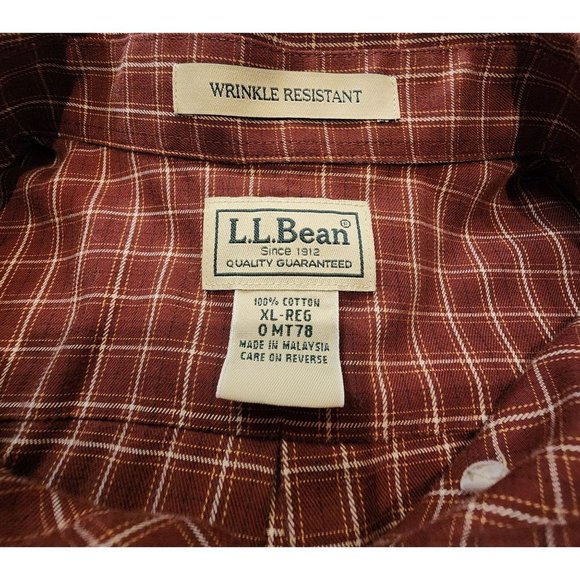 WRINKLE RESISTANT
L.L.Bean®
Since 1912
QUALITY GUARANTEED
100% COTTON
XL-REG
0 MT78
MADE IN MALAYSIA
CARE ON REVERSE